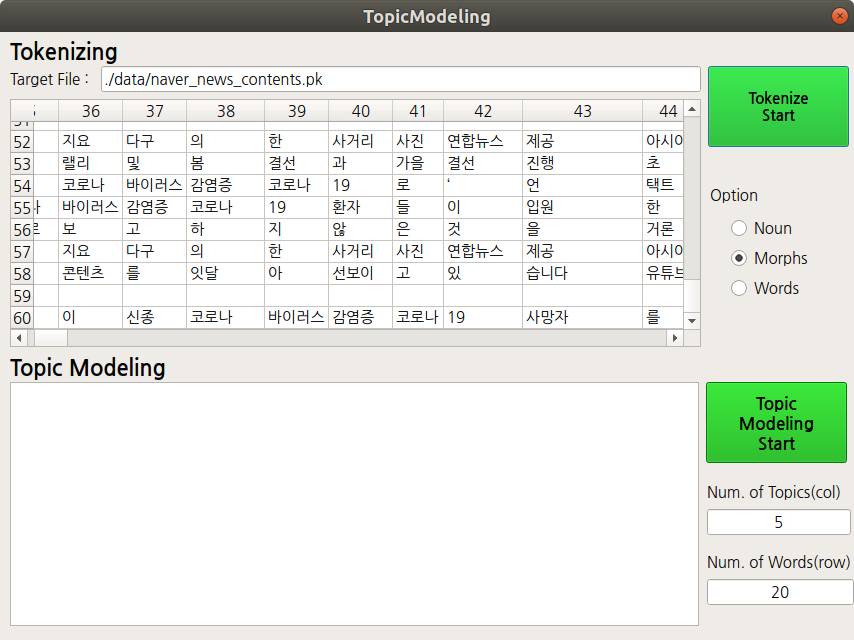 TopicModeling
Tokenizing
Target File : ./data/naver_news_contents.pk
Tokenize
Start
36 37 38 39 40 41 42 43 44
52 지요 다구 의 한 사거리 사진 연합뉴스 제공
53 랠리 및 봄 결선 과 가을 결선 진행 초
54 코로나 바이러스 감염증 코로나 19 로 ‘ 언 택트
55 바이러스 감염증 코로나 19 환자 들 이 입원 한
56 보 고 하 지 않 은 것 을 거론
57 지요 다구 의 한 사거리 사진 연합뉴스 제공
58 콘텐츠 를 잇달 아 선보이 고 있 습니다
59
60 이 신종 코로나 바이러스 감염증 코로나 19 사망자 를
Option
Noun
Morphs
Words
Topic Modeling
Topic
Modeling
Start
Num. of Topics(col)
5
Num. of Words(row)
20